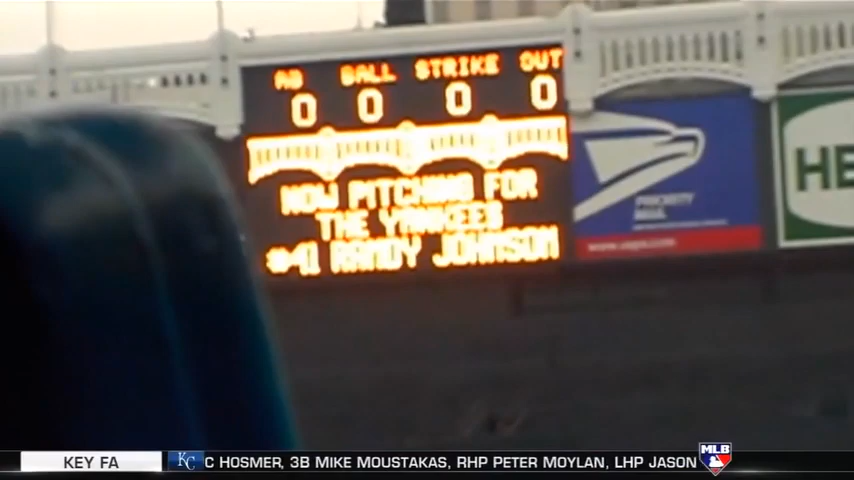 AB BALL STRIKE OUT
0 0 0 0
NOW PITCHING FOR
THE YANKEES
#41 RANDY JOHNSON
PRIORITY
MAIL
www.usps.com
HE
KEY FA
KC C HOSMER, 3B MIKE MOUSTAKAS, RHP PETER MOYLAN, LHP JASON
MLB